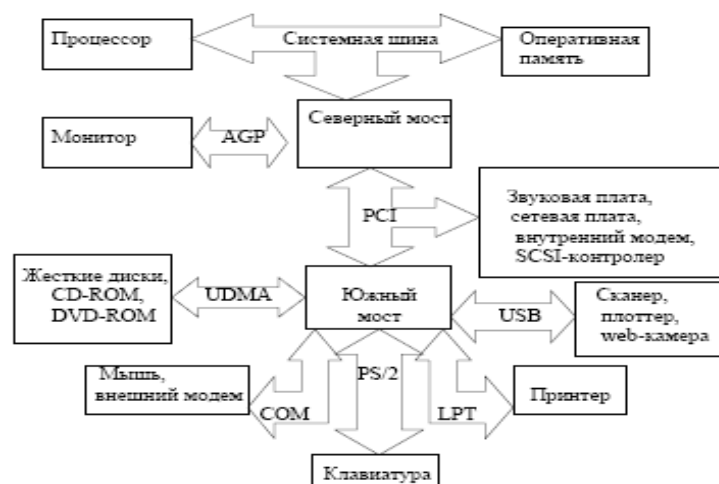 Процессор
Системная шина
Оперативная
память
Северный мост
Монитор
AGP
PCI
Звуковая плата,
сетевая плата,
внутренний модем,
SCSI-контролер
Жесткие диски,
CD-ROM,
DVD-ROM
UDMA
Южный
мост
USB
Сканер,
плоттер,
web-камера
Мышь,
внешний модем
COM
PS/2
LPT
Принтер
Клавиатура